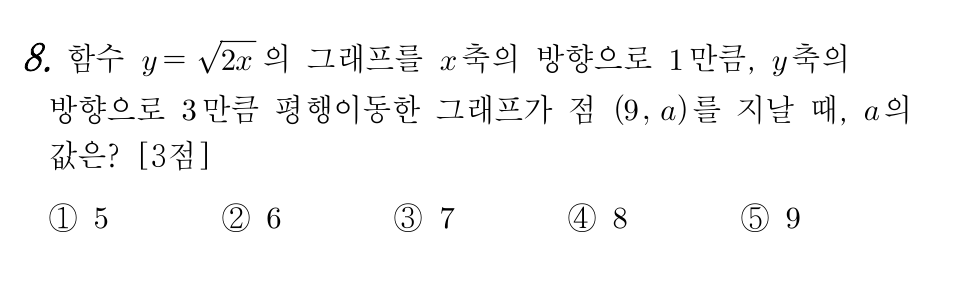 8. 함수 y=√2x 의 그래프를 x축의 방향으로 1만큼, y축의
방향으로 3만큼 평행이동한 그래프가 점 (9, a)를 지날 때, a의
값은? [3점]
① 5 ② 6 ③ 7 ④ 8 ⑤ 9